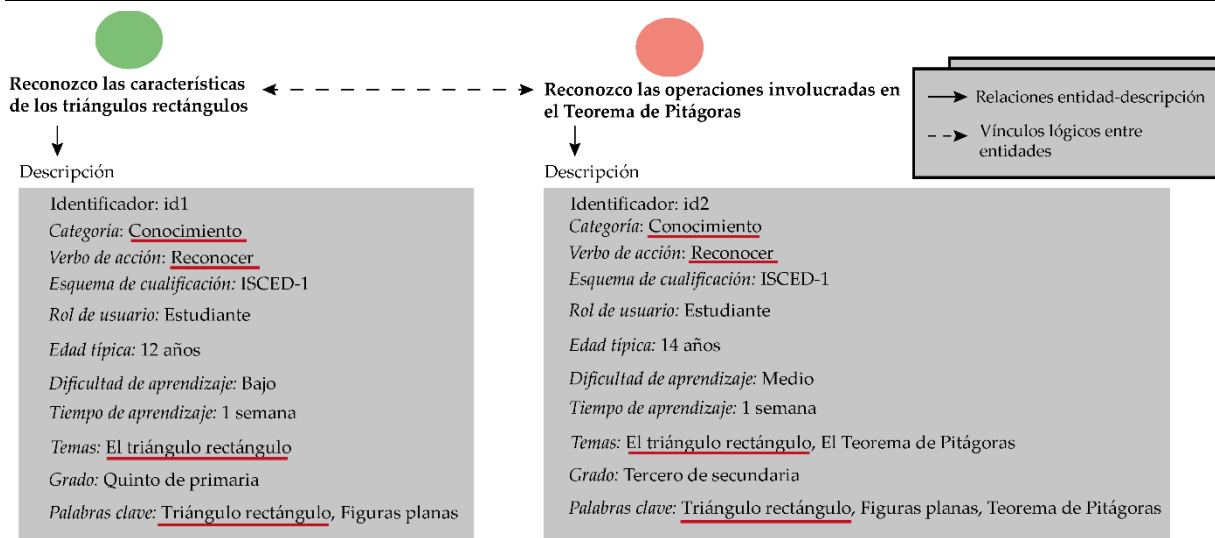 Reconozco las características
de los triángulos rectángulos
Descripción
Identificador: id1
Categoría: Conocimiento
Verbo de acción: Reconocer
Esquema de cualificación: ISCED-1
Rol de usuario: Estudiante
Edad típica: 12 años
Dificultad de aprendizaje: Bajo
Tiempo de aprendizaje: 1 semana
Temas: El triángulo rectángulo
Grado: Quinto de primaria
Palabras clave: Triángulo rectángulo, Figuras planas
Reconozco las operaciones involucradas en
el Teorema de Pitágoras
Descripción
Identificador: id2
Categoría: Conocimiento
Verbo de acción: Reconocer
Esquema de cualificación: ISCED-1
Rol de usuario: Estudiante
Edad típica: 14 años
Dificultad de aprendizaje: Medio
Tiempo de aprendizaje: 1 semana
Temas: El triángulo rectángulo, El Teorema de Pitágoras
Grado: Tercero de secundaria
Palabras clave: Triángulo rectángulo, Figuras planas, Teorema de Pitágoras
Relaciones entidad-descripción
Vínculos lógicos entre
entidades